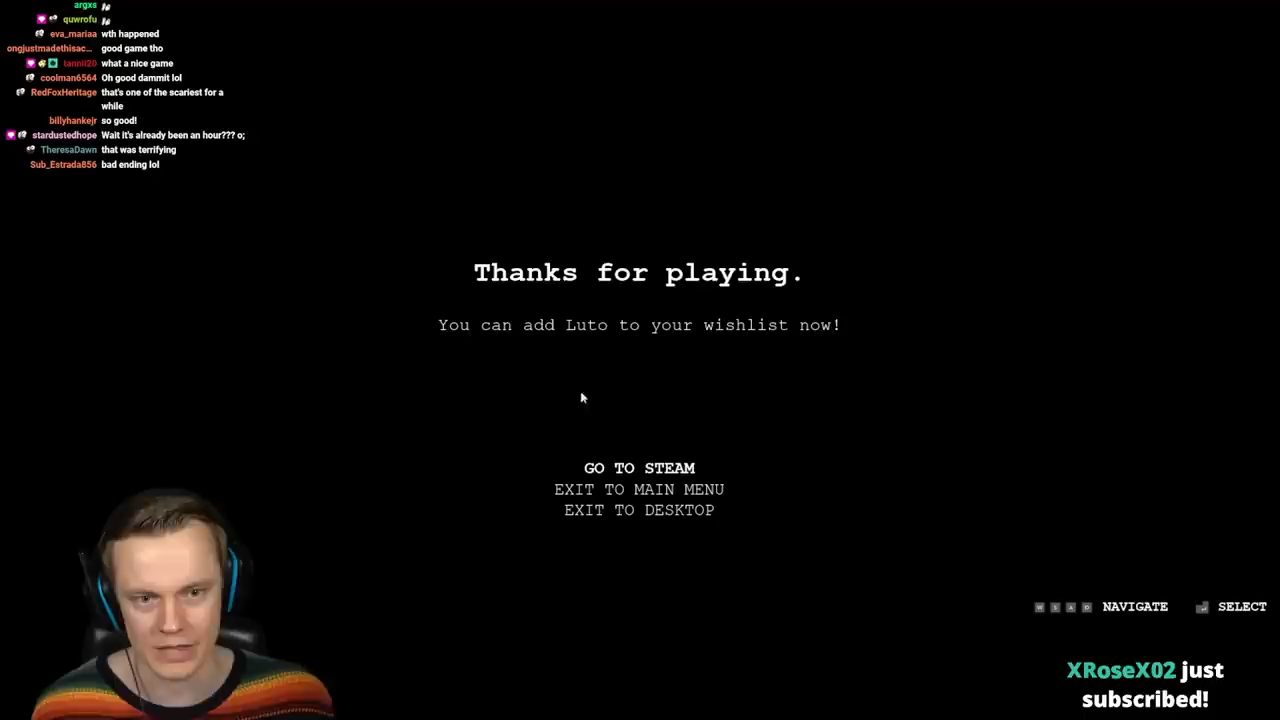 argxs
quwrofu
eva_mariaa wth happened
ongjustmadethisac... good game tho
tannii20 what a nice game
coolman6564 Oh good dammit lol
RedFoxHeritage that's one of the scariest for a
while
billyhankejr so good!
stardustedhope Wait it's already been an hour??? o;
TheresaDawn that was terrifying
Sub_Estrada856 bad ending lol
Thanks for playing.
You can add Luto to your wishlist now!
GO TO STEAM
EXIT TO MAIN MENU
EXIT TO DESKTOP
W S A D NAVIGATE SELECT
XRoseX02 just
subscribed!